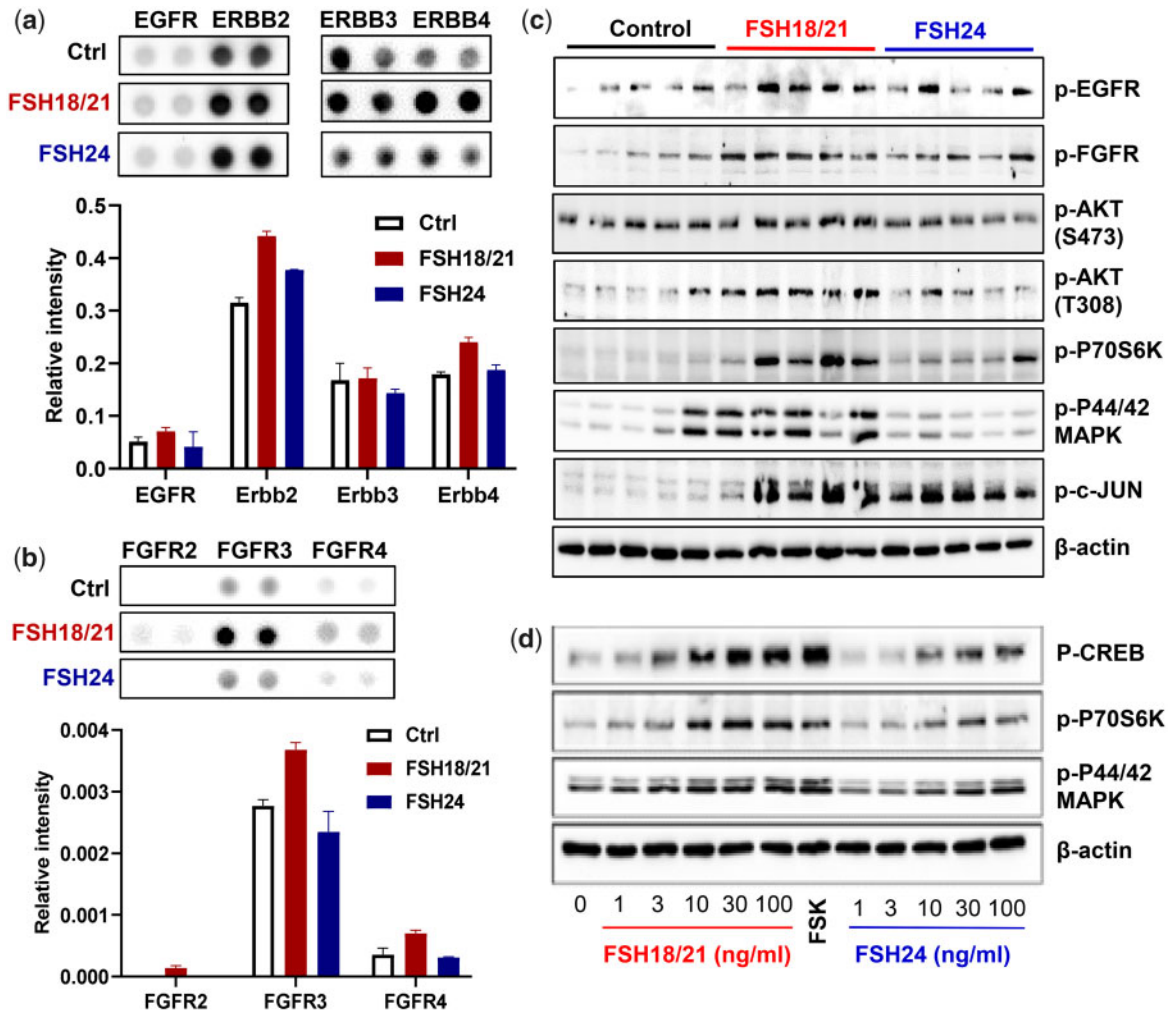 (a)
EGFR ERBB2 ERBB3 ERBB4
Ctrl
FSH18/21
FSH24
Relative intensity
0.5
0.4
0.3
0.2
0.1
0.0
Ctrl
FSH18/21
FSH24
EGFR Erbb2 Erbb3 Erbb4
(b)
FGFR2 FGFR3 FGFR4
Ctrl
FSH18/21
FSH24
Relative intensity
0.004
0.003
0.002
0.001
0.000
Ctrl
FSH18/21
FSH24
FGFR2 FGFR3 FGFR4
(c)
Control FSH18/21 FSH24
p-EGFR
p-FGFR
p-AKT
(S473)
p-AKT
(T308)
p-P70S6K
p-P44/42
MAPK
p-c-JUN
β-actin
(d)
P-CREB
p-P70S6K
p-P44/42
MAPK
β-actin
0 1 3 10 30 100 FSK 1 3 10 30 100
FSH18/21 (ng/ml) FSH24 (ng/ml)